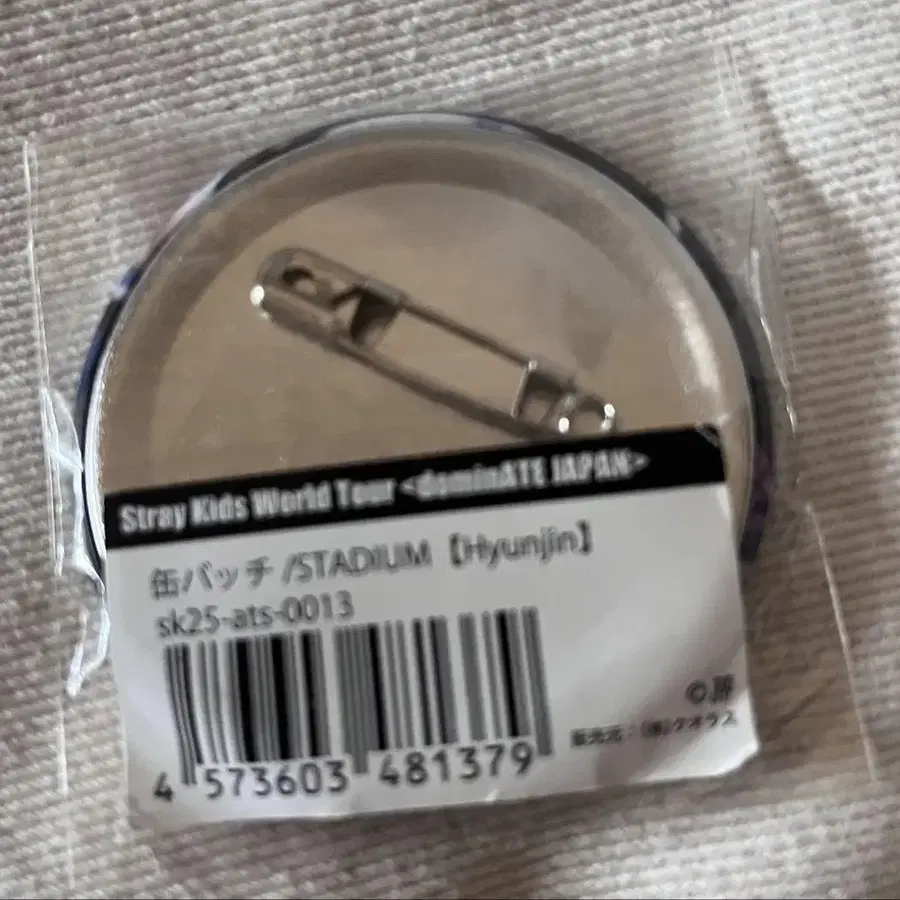 Stray Kids World Tour <dominATE JAPAN>
缶バッチ /STADIUM【Hyunjin】
sk25-ats-0013
©JYP
販売元：(株)クオラス
4 573603 481379